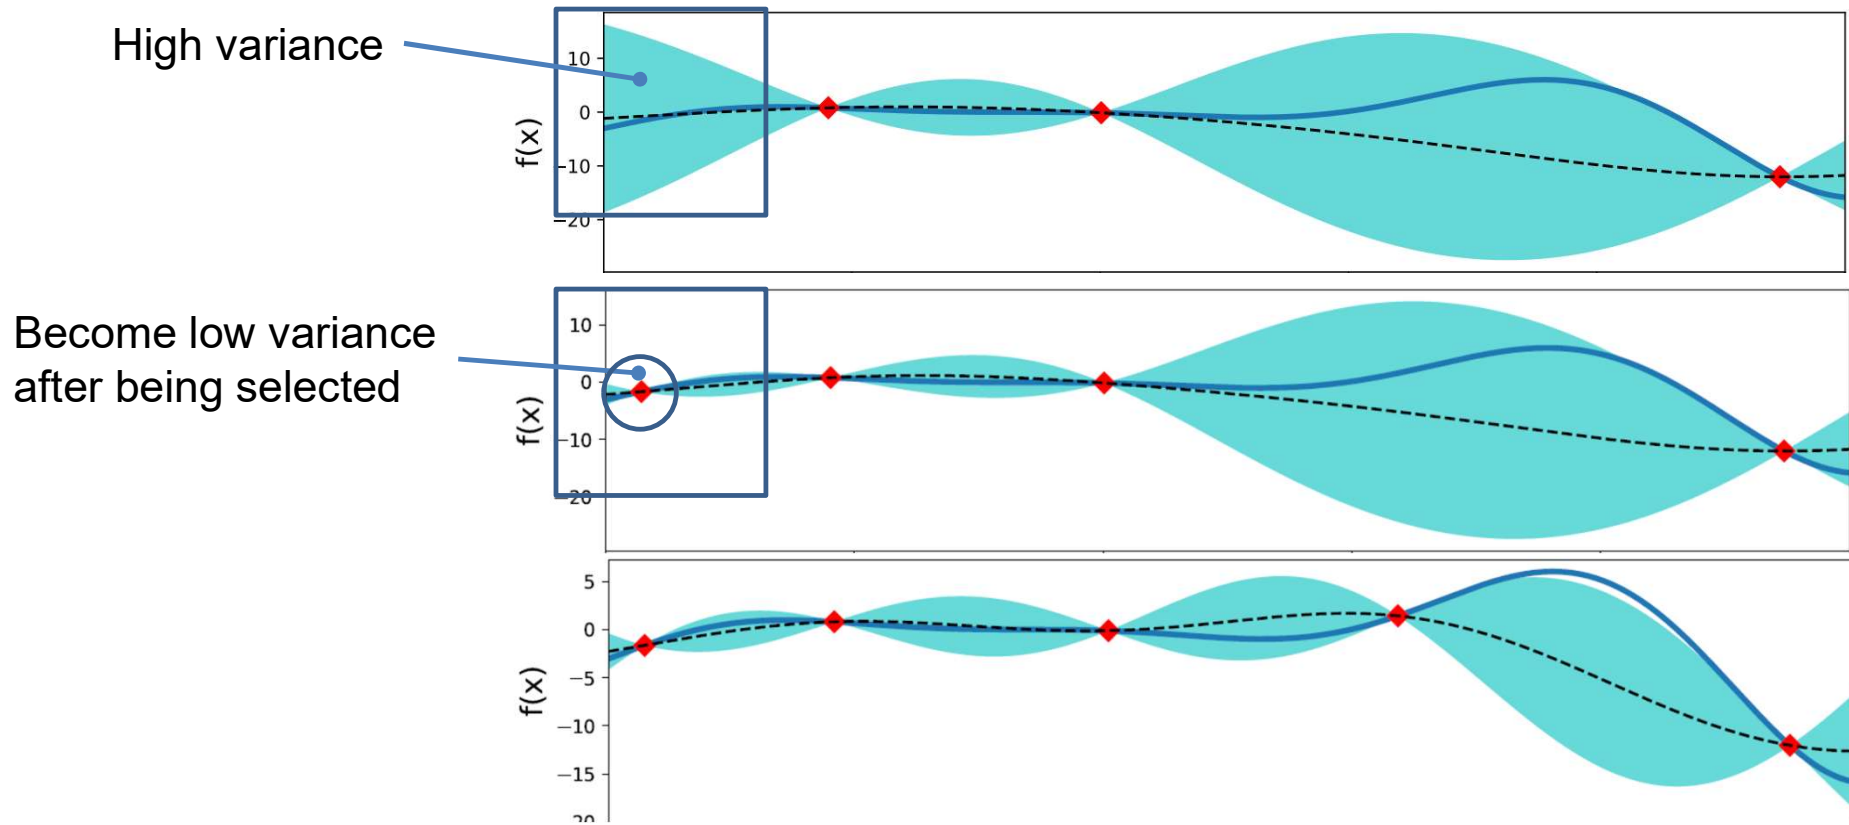 High variance
10
0
−10
−20
f(x)
Become low variance
after being selected
10
0
−10
−20
f(x)
5
0
−5
−10
−15
f(x)